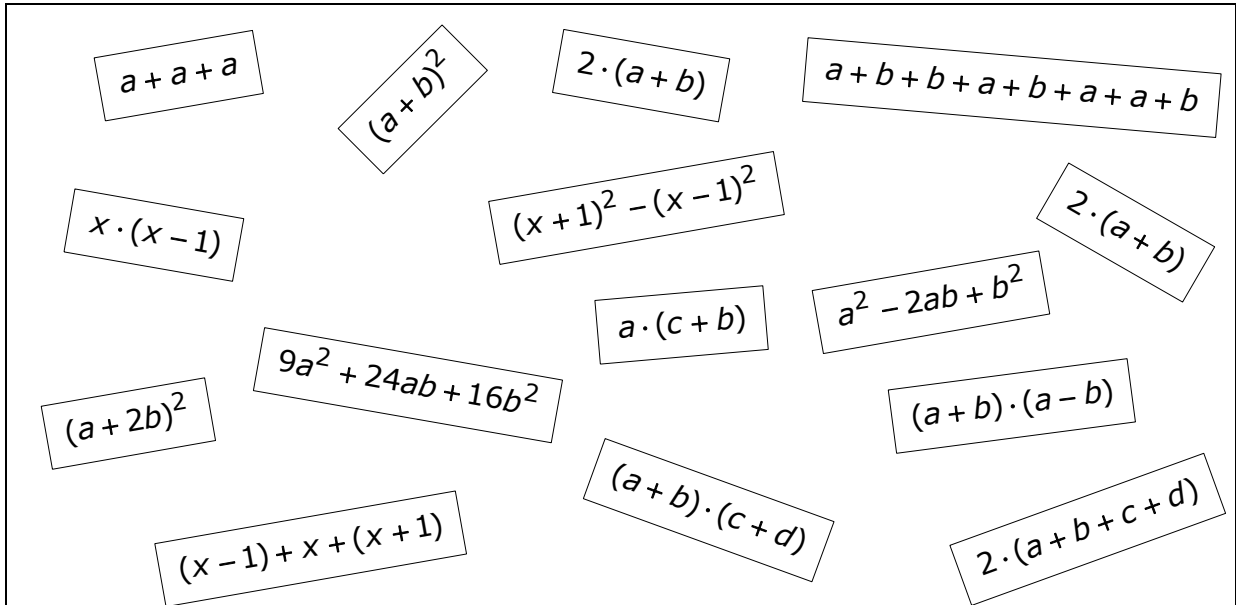 a + a + a
(a + b)²
2 · (a + b)
a + b + b + a + b + a + a + b
x · (x − 1)
(x + 1)² − (x − 1)²
2 · (a + b)
a · (c + b)
a² − 2ab + b²
9a² + 24ab + 16b²
(a + 2b)²
(a + b) · (a − b)
(a + b) · (c + d)
2 · (a + b + c + d)
(x − 1) + x + (x + 1)